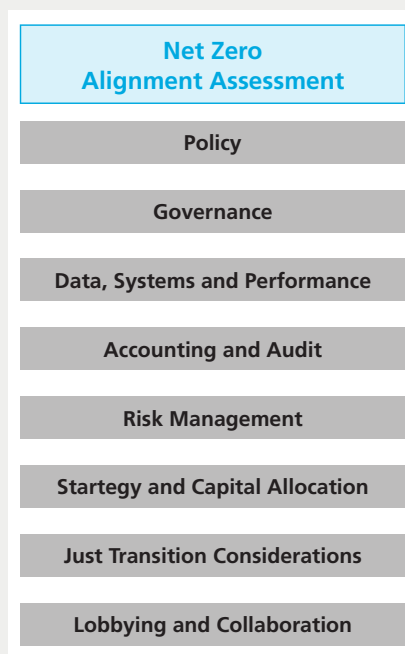 Net Zero
Alignment Assessment
Policy
Governance
Data, Systems and Performance
Accounting and Audit
Risk Management
Startegy and Capital Allocation
Just Transition Considerations
Lobbying and Collaboration